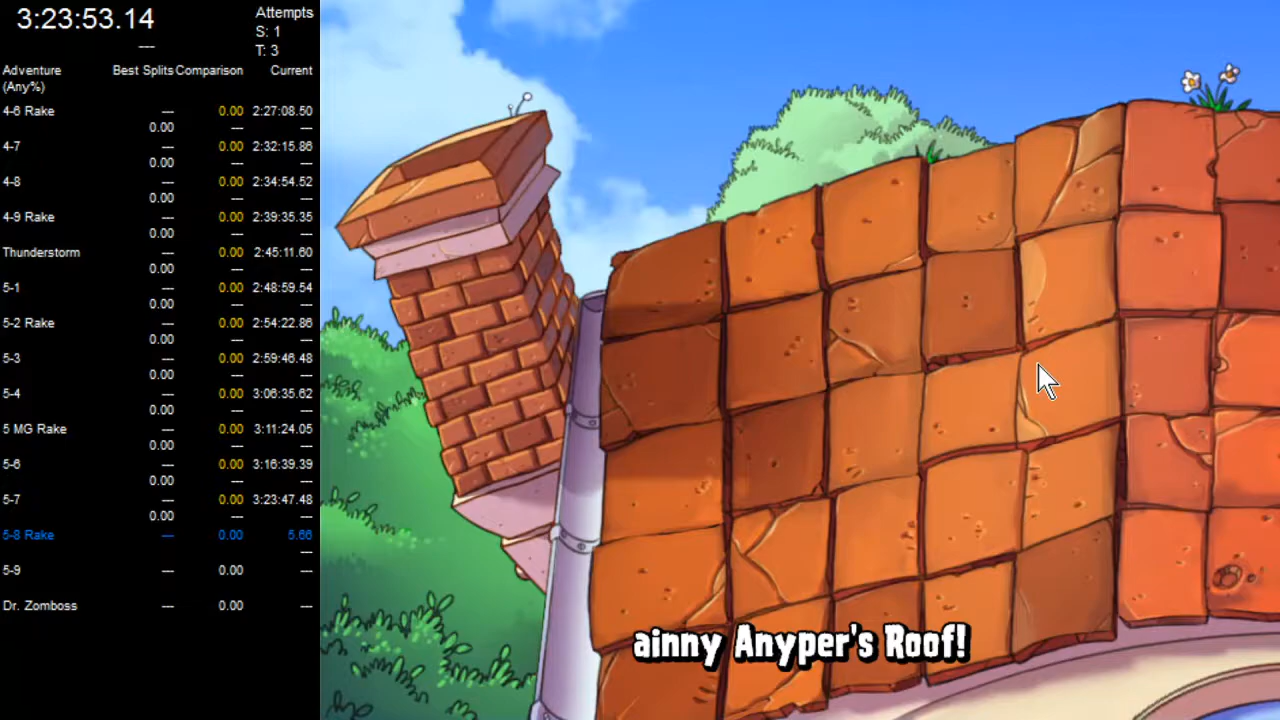 3:23:53.14
---
Attempts
S: 1
T: 3
Adventure (Any%) Best Splits Comparison Current
4-6 Rake --- 0.00 2:27:08.50
0.00 --- ---
4-7 --- 0.00 2:32:15.86
0.00 --- ---
4-8 --- 0.00 2:34:54.52
0.00 --- ---
4-9 Rake --- 0.00 2:39:35.35
0.00 --- ---
Thunderstorm --- 0.00 2:45:11.60
0.00 --- ---
5-1 --- 0.00 2:48:59.54
0.00 --- ---
5-2 Rake --- 0.00 2:54:22.86
0.00 --- ---
5-3 --- 0.00 2:59:46.48
0.00 --- ---
5-4 --- 0.00 3:06:35.62
0.00 --- ---
5 MG Rake --- 0.00 3:11:24.05
0.00 --- ---
5-6 --- 0.00 3:16:39.39
0.00 --- ---
5-7 --- 0.00 3:23:47.48
0.00 --- ---
5-8 Rake --- 0.00 5.66
---
5-9 --- 0.00 ---
Dr. Zomboss --- 0.00 ---
ainny Anyper's Roof!